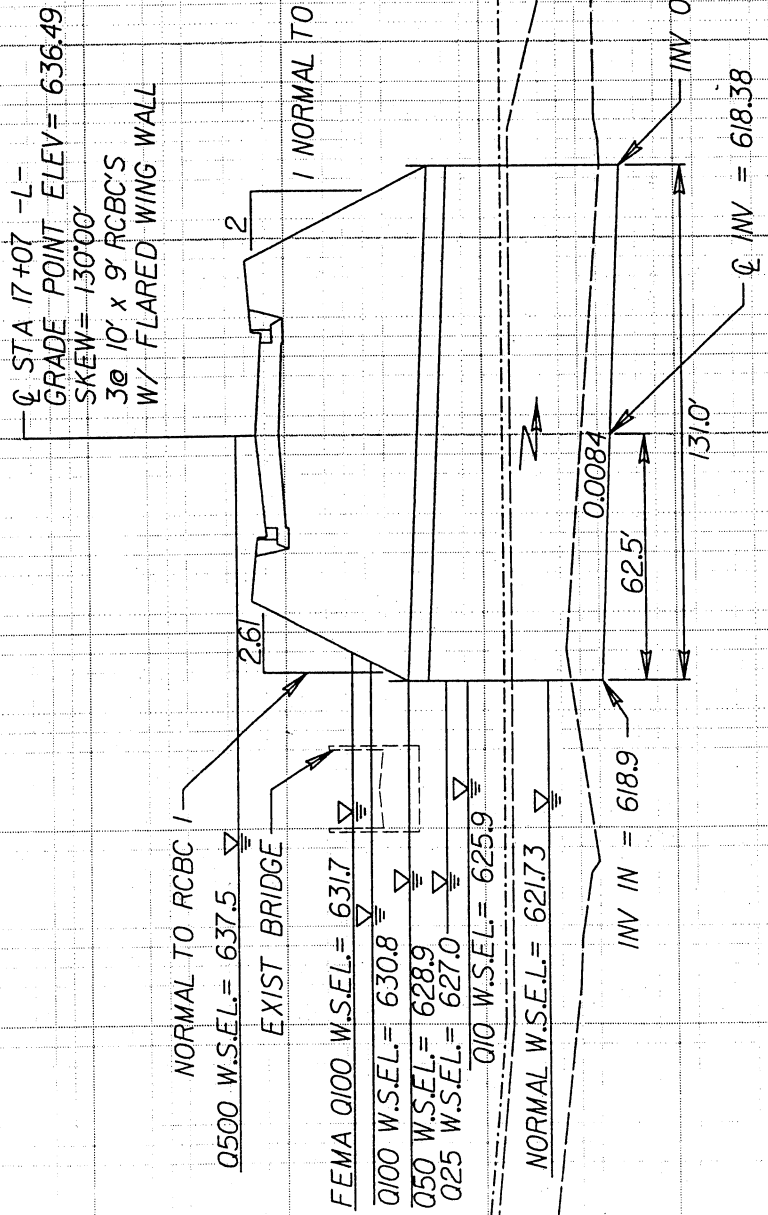 ℄ STA 17+07 -L-
GRADE POINT ELEV= 636.49
SKEW= 130°00'
3@ 10' x 9' RCBC'S
W/ FLARED WING WALL
1 NORMAL TO
2
NORMAL TO RCBC 1
2.61
Q500 W.S.EL.= 637.5
EXIST BRIDGE
FEMA Q100 W.S.EL.= 631.7
Q100 W.S.EL.= 630.8
Q50 W.S.EL.= 628.9
Q25 W.S.EL.= 627.0
Q10 W.S.EL.= 625.9
NORMAL W.S.E.L.= 621.73
N
INV IN = 618.9
0.0084
62.5'
131.0'
℄ INV = 618.38
INV O